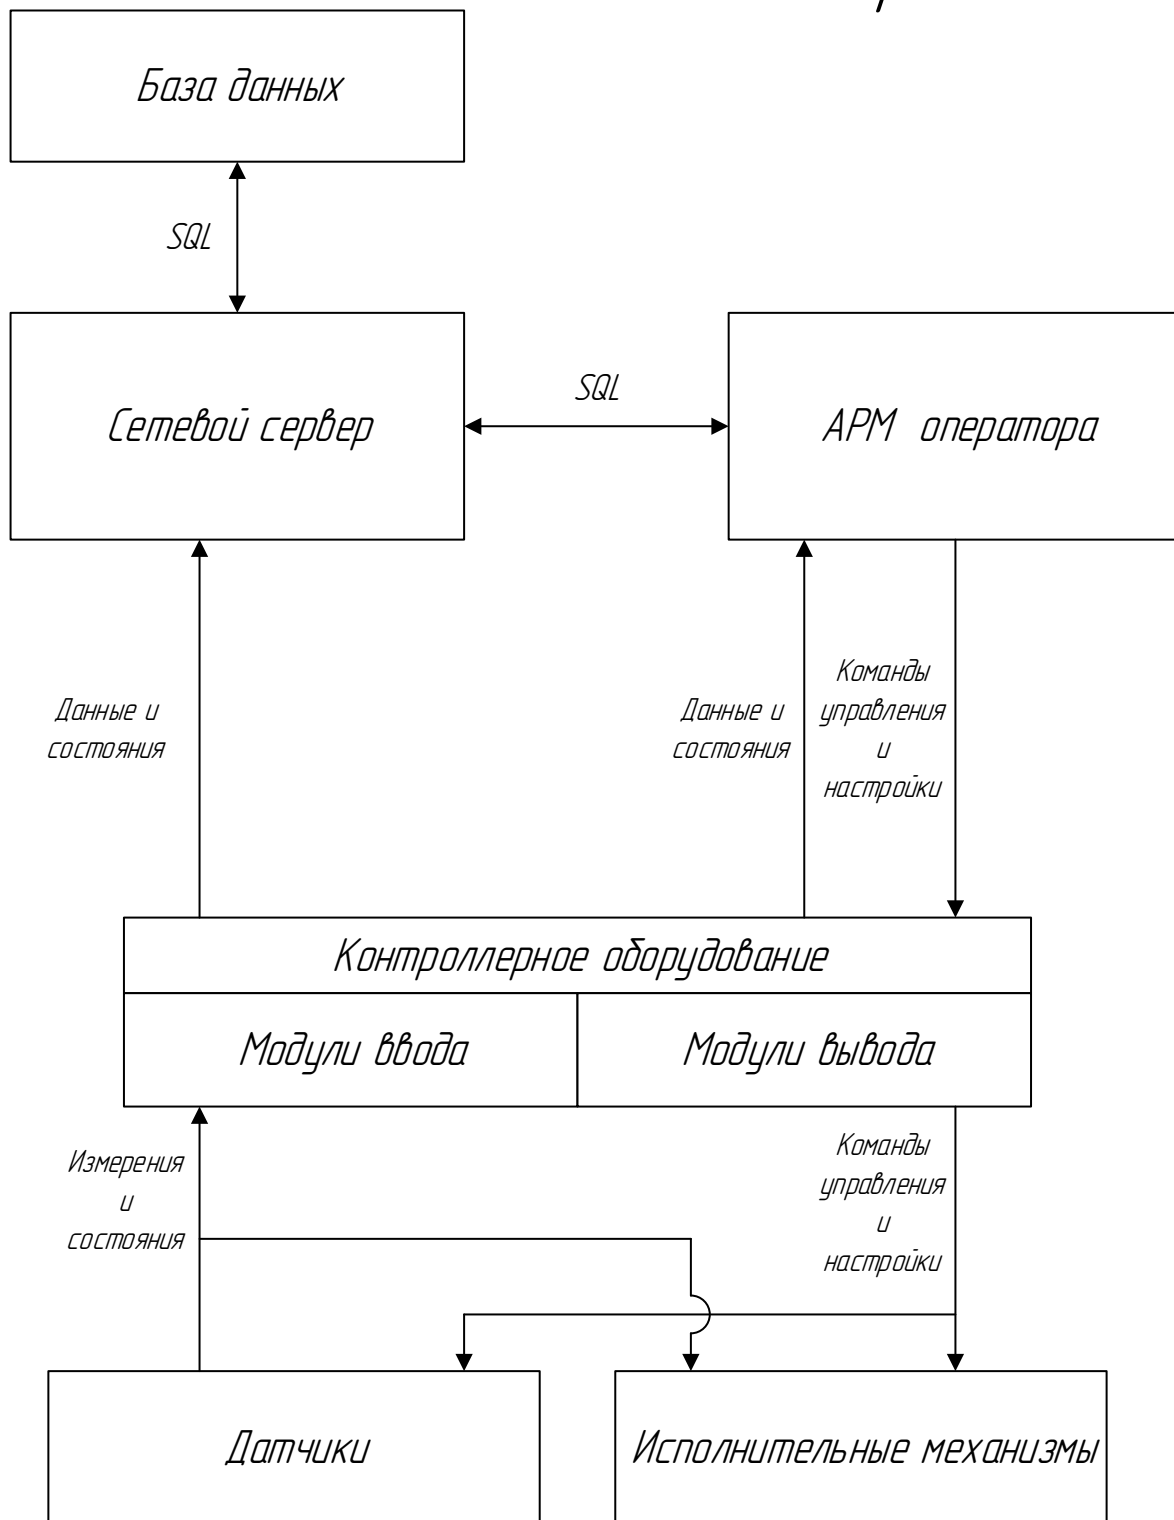 База данных
SQL
SQL
Сетевой сервер
АРМ оператора
Данные и
состояния
Данные и
состояния
Команды
управления
и
настройки
Контроллерное оборудование
Модули ввода
Модули вывода
Измерения
и
состояния
Команды
управления
и
настройки
Датчики
Исполнительные механизмы